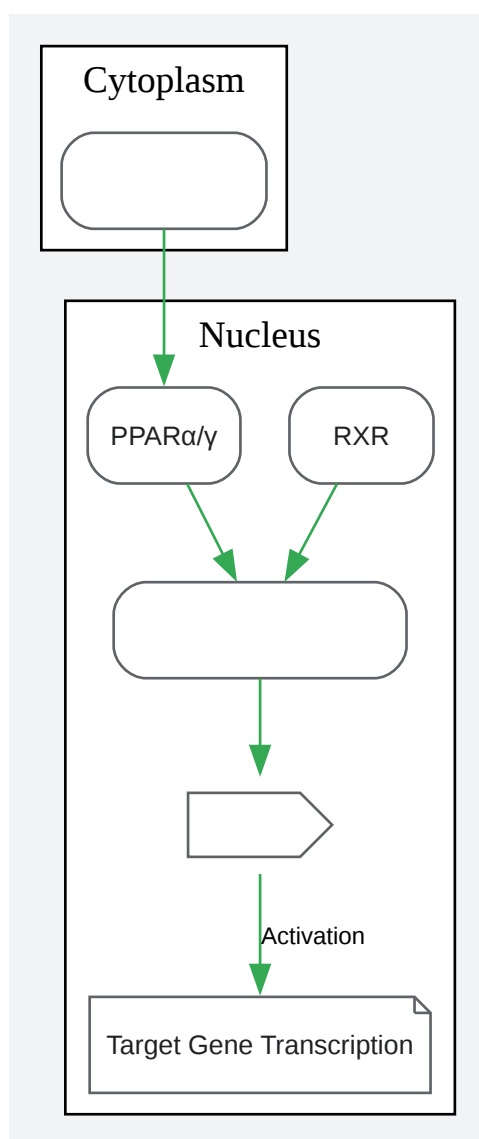 Cytoplasm
Nucleus
PPARα/γ
RXR
Activation
Target Gene Transcription